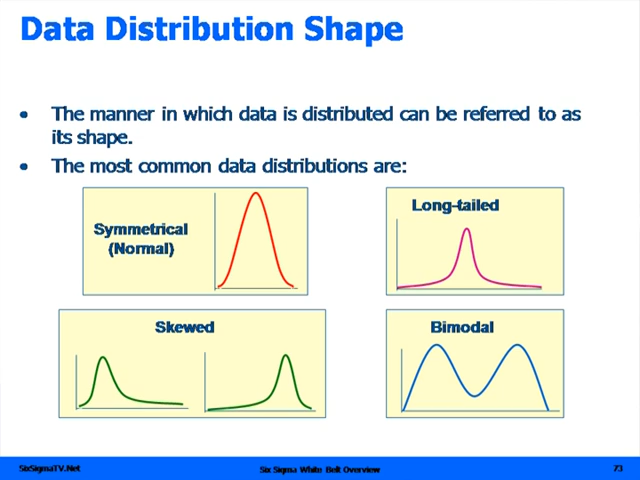 Data Distribution Shape
• The manner in which data is distributed can be referred to as
its shape.
• The most common data distributions are:
Symmetrical
(Normal)
Long-tailed
Skewed
Bimodal
SixSigmaTV.Net
Six Sigma White Belt Overview
73